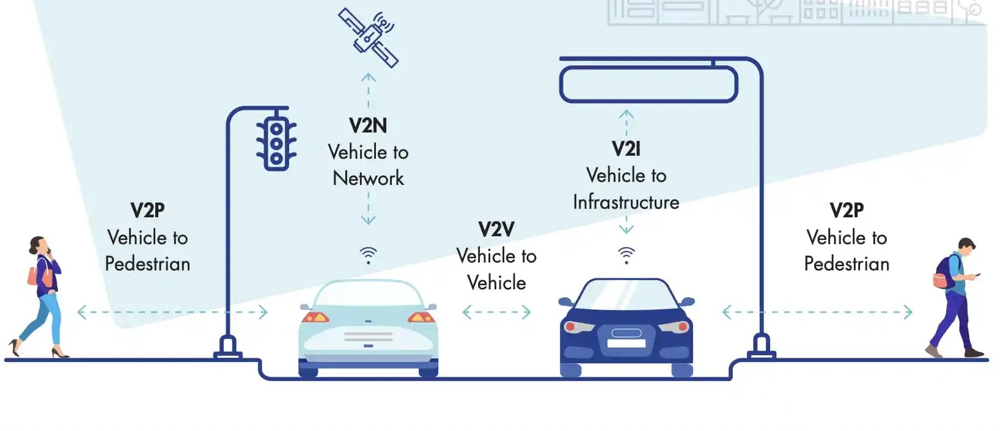 V2N
Vehicle to
Network
V2I
Vehicle to
Infrastructure
V2P
Vehicle to
Pedestrian
V2V
Vehicle to
Vehicle
V2P
Vehicle to
Pedestrian